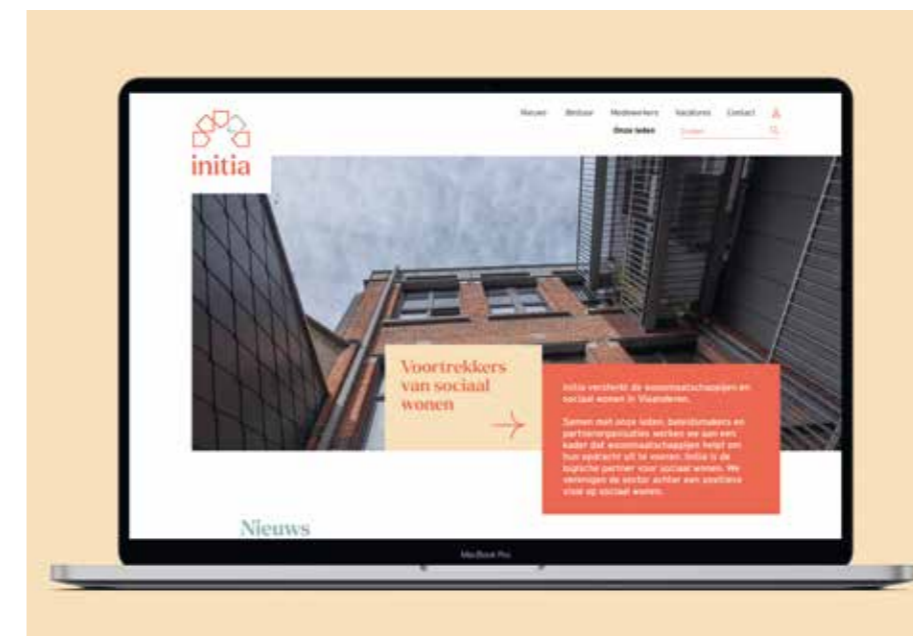 initia
Nieuws Bestuur Medewerkers Vacatures Contact
Onze leden Zoeken
Voortrekkers
van sociaal
wonen
Initia versterkt de woonmaatschappijen en
sociaal wonen in Vlaanderen.
Samen met onze leden, beleidsmakers en
partnerorganisaties werken we aan een
kader dat woonmaatschappijen helpt om
hun opdracht uit te voeren. Initia is de
logische partner voor sociaal wonen. We
verenigen de sector achter een positieve
visie op sociaal wonen.
Nieuws
MacBook Pro